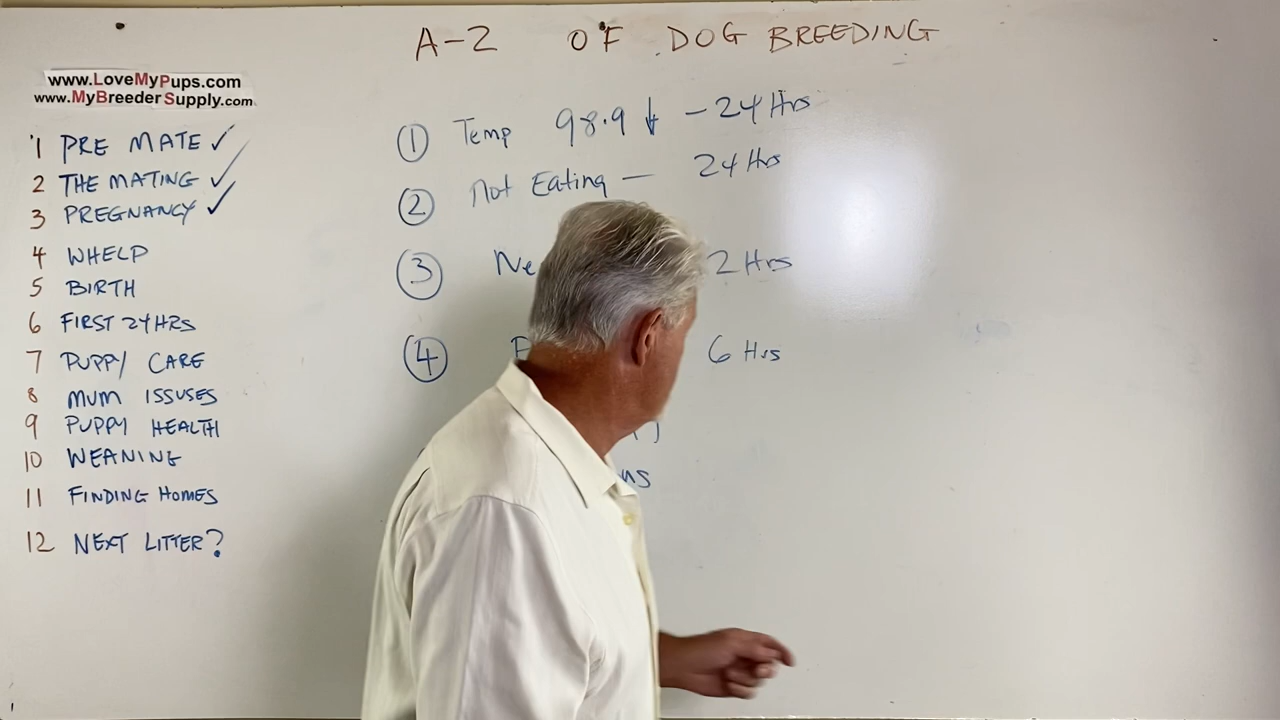 A-Z OF DOG BREEDING
www.LoveMyPups.com
www.MyBreederSupply.com
1 PRE MATE ✓
2 THE MATING ✓
3 PREGNANCY ✓
4 WHELP
5 BIRTH
6 FIRST 24HRS
7 PUPPY CARE
8 MUM ISSUSES
9 PUPPY HEALTH
10 WEANING
11 FINDING HOMES
12 NEXT LITTER?
① Temp 98.9 ↓ - 24 Hrs
② Not Eating - 24 Hrs
③ Ne 2 Hrs
④ 6 Hrs
ns